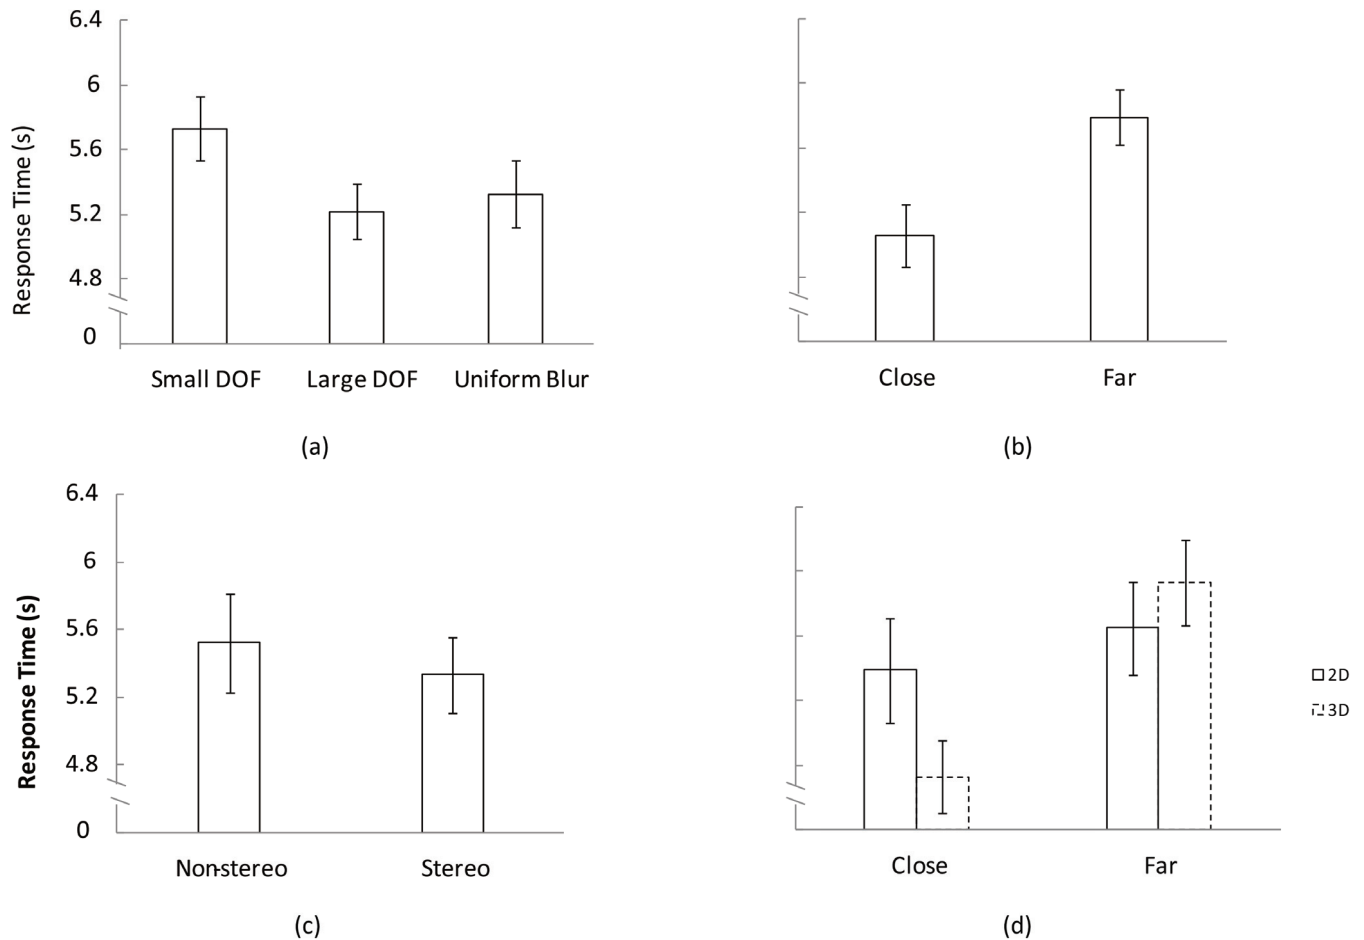 6.4
6
5.6
5.2
4.8
0
Response Time (s)
Small DOF Large DOF Uniform Blur
(a)
Close Far
(b)
6.4
6
5.6
5.2
4.8
0
Response Time (s)
Non-stereo Stereo
(c)
2D
3D
Close Far
(d)